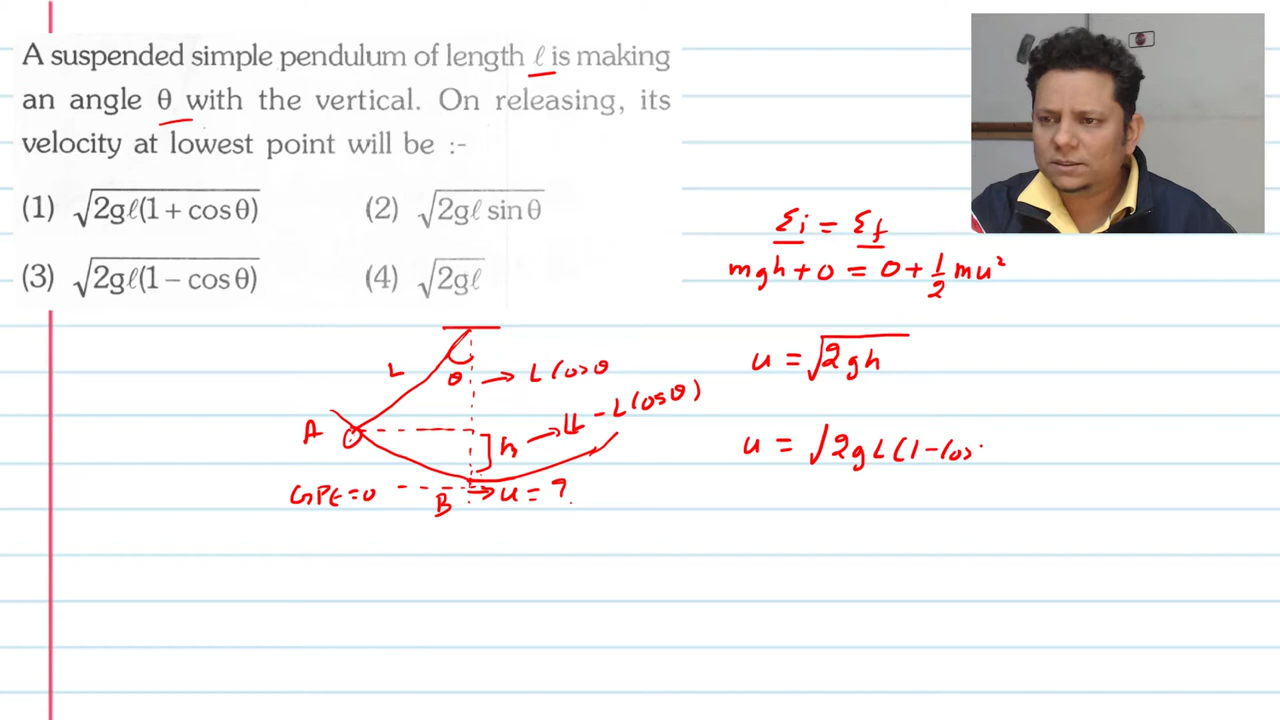 A suspended simple pendulum of length ℓ is making
an angle θ with the vertical. On releasing, its
velocity at lowest point will be :-
(1) √2gℓ(1 + cosθ) (2) √2gℓ sinθ
(3) √2gℓ(1 − cosθ) (4) √2gℓ
Ei = Ef
mgh + 0 = 0 + 1/2 mu²
u = √2gh
u = √2gL(1-cos
L
θ → L cosθ
A
h → L - L cosθ)
GPE=0
B → u = ?